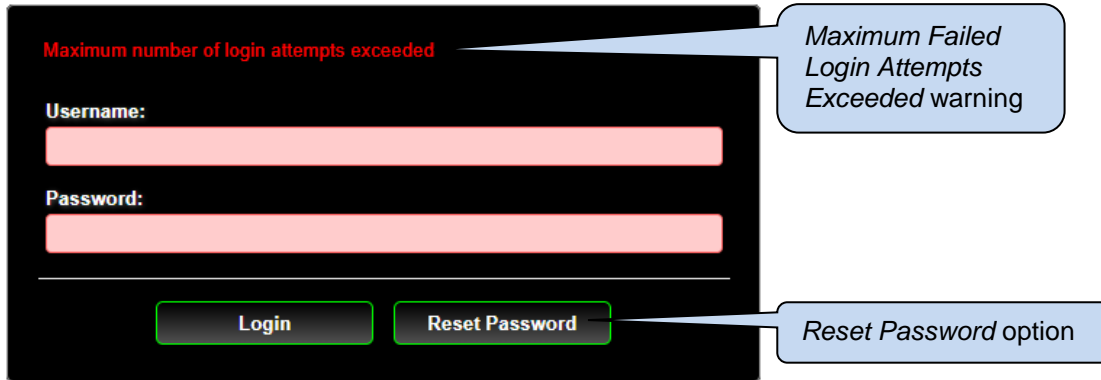 Maximum number of login attempts exceeded
Maximum Failed
Login Attempts
Exceeded warning
Username:
Password:
Login
Reset Password
Reset Password option